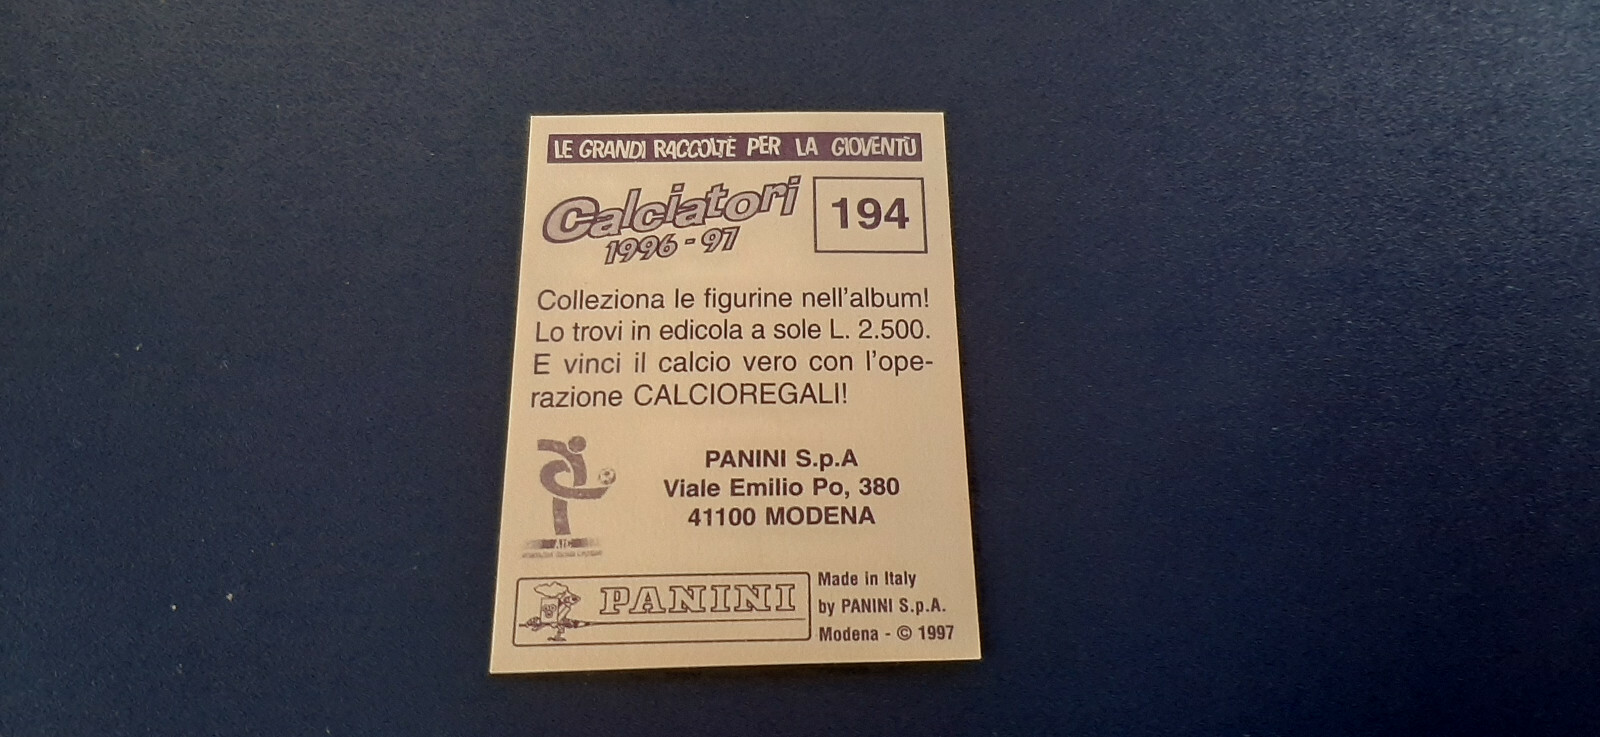 LE GRANDI RACCOLTE PER LA GIOVENTÙ
Calciatori
1996-97
194
Colleziona le figurine nell'album!
Lo trovi in edicola a sole L. 2.500.
E vinci il calcio vero con l'ope-
razione CALCIOREGALI!
PANINI S.p.A
Viale Emilio Po, 380
41100 MODENA
AIC
PANINI
Made in Italy
by PANINI S.p.A.
Modena - © 1997